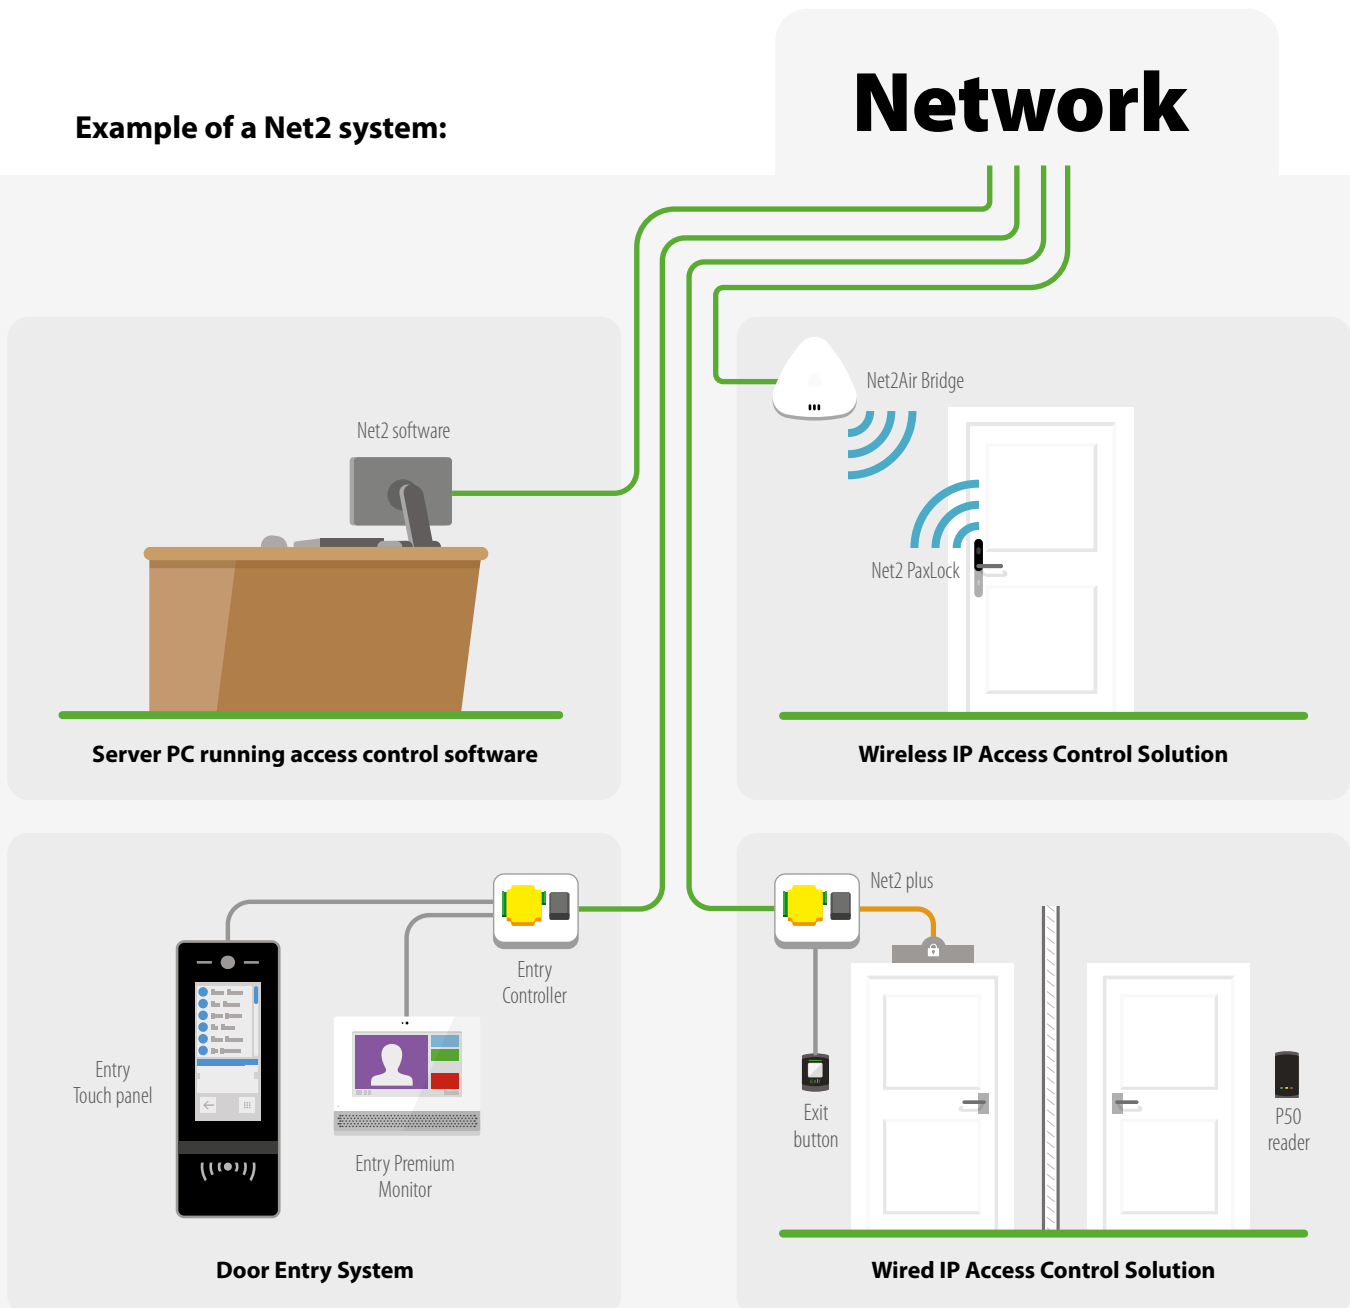 Example of a Net2 system:
Network
Net2 software
Server PC running access control software
Net2Air Bridge
Net2 PaxLock
Wireless IP Access Control Solution
Entry
Controller
Entry
Touch panel
Entry Premium
Monitor
Door Entry System
Net2 plus
Exit
button
P50
reader
Wired IP Access Control Solution